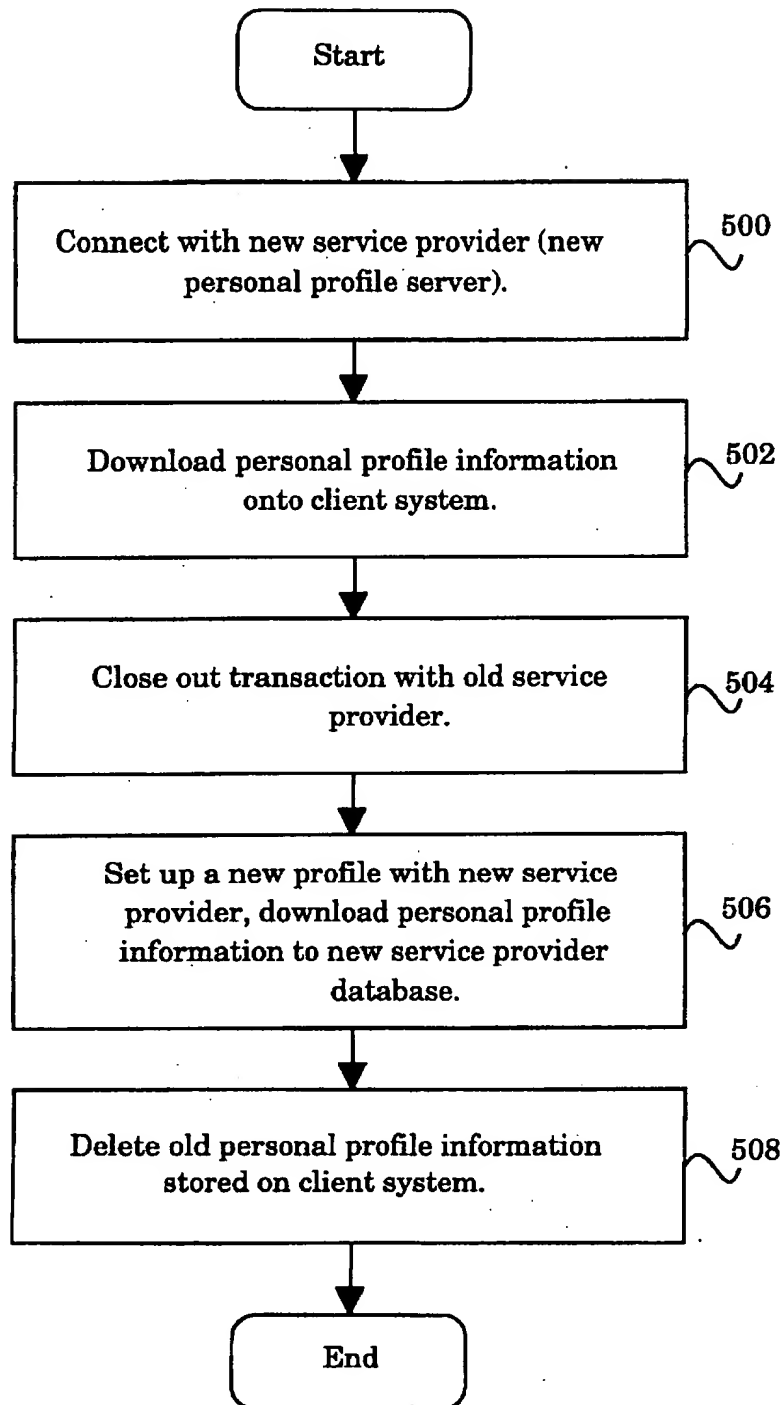 Start
Connect with new service provider (new
personal profile server).
500
Download personal profile information
onto client system.
502
Close out transaction with old service
provider.
504
Set up a new profile with new service
provider, download personal profile
information to new service provider
database.
506
Delete old personal profile information
stored on client system.
508
End